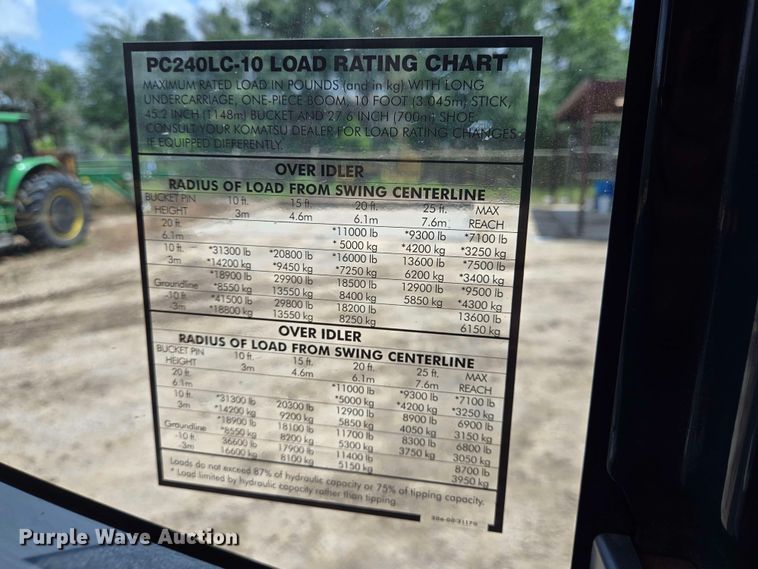 PC240LC-10 LOAD RATING CHART
MAXIMUM RATED LOAD IN POUNDS (and in kg) WITH LONG
UNDERCARRIAGE, ONE-PIECE BOOM, 10 FOOT (3.045m) STICK,
45.2 INCH (1148m) BUCKET AND 27.6 INCH (700m) SHOE.
CONSULT YOUR KOMATSU DEALER FOR LOAD RATING CHANGES
IF EQUIPPED DIFFERENTLY.
OVER IDLER
RADIUS OF LOAD FROM SWING CENTERLINE
BUCKET PIN 10 ft. 15 ft. 20 ft. 25 ft. MAX
HEIGHT 3m 4.6m 6.1m 7.6m REACH
20 ft. *11000 lb *9300 lb *7100 lb
6.1m *5000 kg *4200 kg *3250 kg
10 ft. *31300 lb *20800 lb *16000 lb 13600 lb *7500 lb
3m *14200 kg *9450 kg *7250 kg 6200 kg *3400 kg
Groundline *18900 lb 29900 lb 18500 lb 12900 lb *9500 lb
*8550 kg 13550 kg 8400 kg 5850 kg *4300 kg
-10 ft. *41500 lb 29800 lb 18200 lb 13600 lb
-3m *18800 kg 13550 kg 8250 kg 6150 kg
OVER IDLER
RADIUS OF LOAD FROM SWING CENTERLINE
BUCKET PIN 10 ft. 15 ft. 20 ft. 25 ft. MAX
HEIGHT 3m 4.6m 6.1m 7.6m REACH
20 ft. *11000 lb *9300 lb *7100 lb
6.1m *5000 kg *4200 kg *3250 kg
10 ft. *31300 lb 20300 lb 12900 lb 8900 lb 6900 lb
3m *14200 kg 9200 kg 5850 kg 4050 kg 3150 kg
Groundline *18900 lb 18100 lb 11700 lb 8300 lb 6800 lb
*8550 kg 8200 kg 5300 kg 3750 kg 3050 kg
-10 ft. 36600 lb 17900 lb 11400 lb 8700 lb
-3m 16600 kg 8100 kg 5150 kg 3950 kg
Loads do not exceed 87% of hydraulic capacity or 75% of tipping capacity.
* Load limited by hydraulic capacity rather than tipping.
Purple Wave Auction